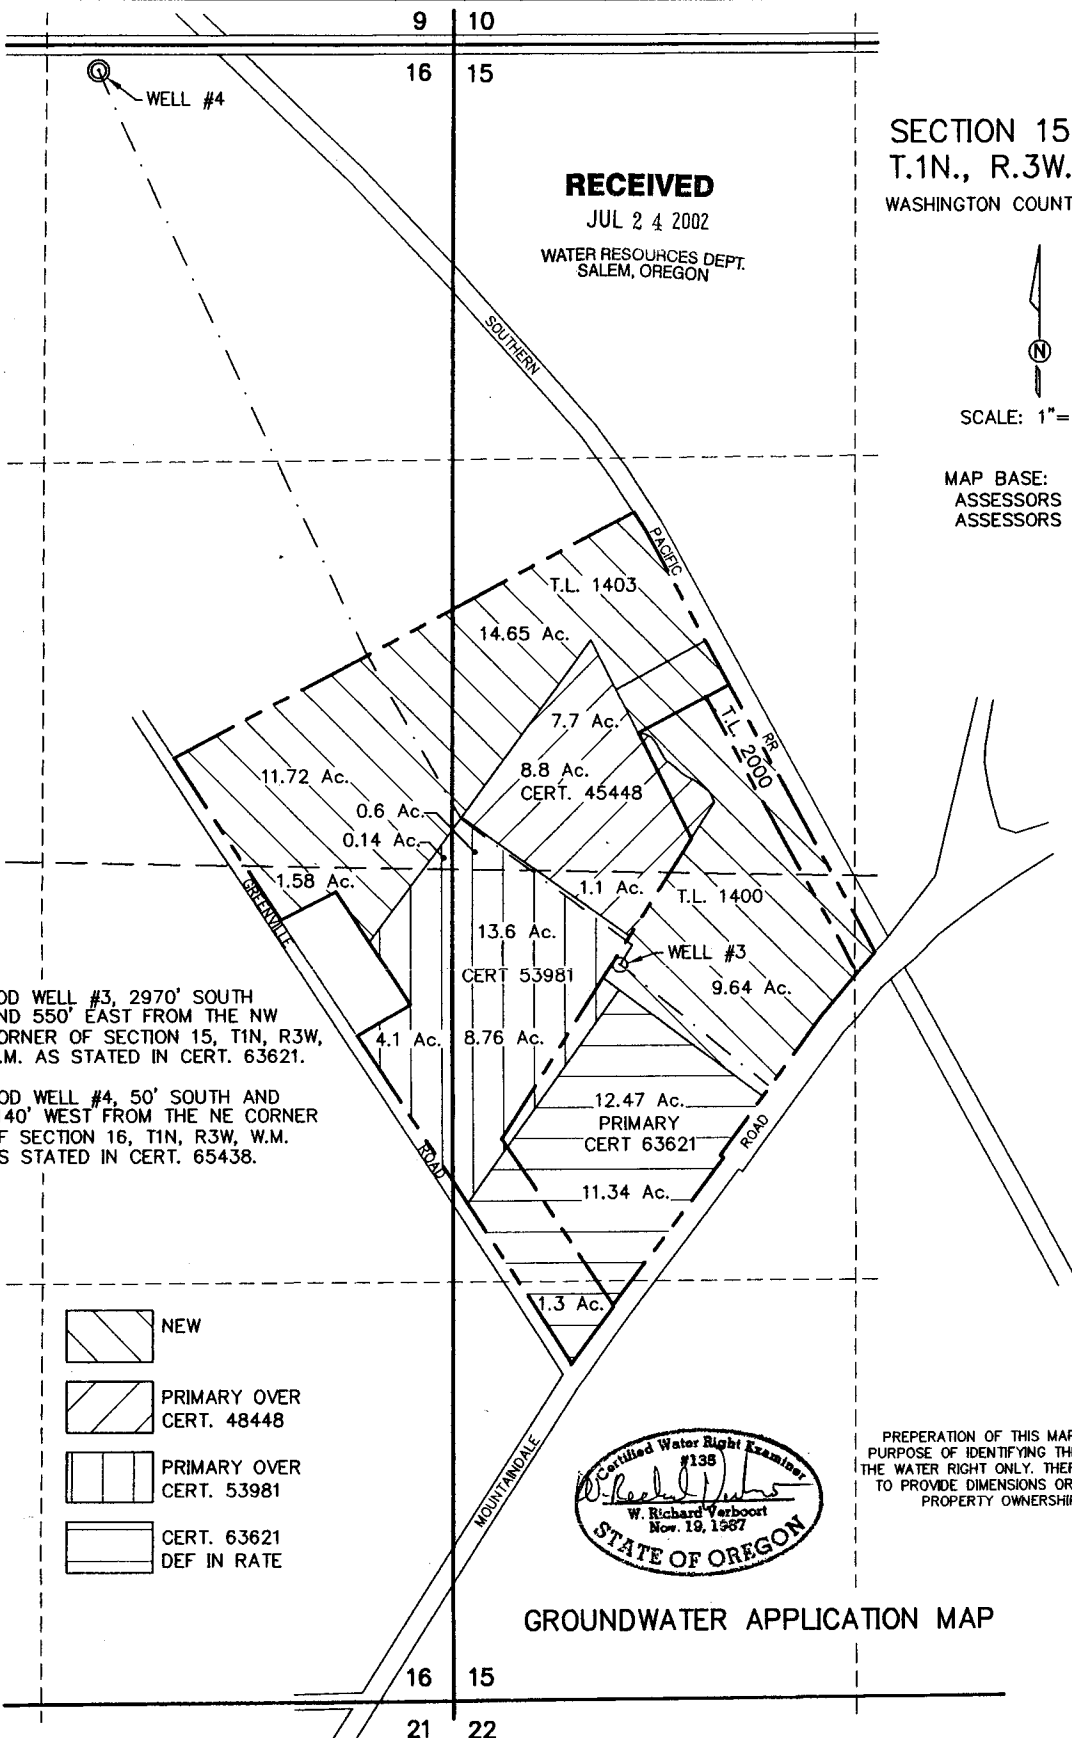 9 10
16 15
WELL #4
SECTION 15
T.1N., R.3W.
WASHINGTON COUNT
RECEIVED
JUL 24 2002
WATER RESOURCES DEPT.
SALEM, OREGON
N
SCALE: 1"=
SOUTHERN
MAP BASE:
ASSESSORS
ASSESSORS
PACIFIC
T.L. 1403
14.65 Ac.
7.7 Ac.
RR
T.L. 2000
11.72 Ac.
8.8 Ac.
CERT. 45448
0.6 Ac.
0.14 Ac.
1.58 Ac.
1.1 Ac.
T.L. 1400
GREENVILLE
13.6 Ac.
WELL #3
CERT 53981
9.64 Ac.
OD WELL #3, 2970' SOUTH
ND 550' EAST FROM THE NW
ORNER OF SECTION 15, T1N, R3W,
.M. AS STATED IN CERT. 63621.
4.1 Ac.
8.76 Ac.
OD WELL #4, 50' SOUTH AND
40' WEST FROM THE NE CORNER
F SECTION 16, T1N, R3W, W.M.
S STATED IN CERT. 65438.
12.47 Ac.
PRIMARY
CERT 63621
ROAD
ROAD
11.34 Ac.
1.3 Ac.
NEW
PRIMARY OVER
CERT. 48448
PRIMARY OVER
CERT. 53981
CERT. 63621
DEF IN RATE
MOUNTAINDALE
Certified Water Right Examiner
#138
W. Richard Verboort
Nov. 19, 1987
STATE OF OREGON
PREPERATION OF THIS MAP
PURPOSE OF IDENTIFYING THE
THE WATER RIGHT ONLY. THER
TO PROVIDE DIMENSIONS OR
PROPERTY OWNERSHIP
GROUNDWATER APPLICATION MAP
16 15
21 22